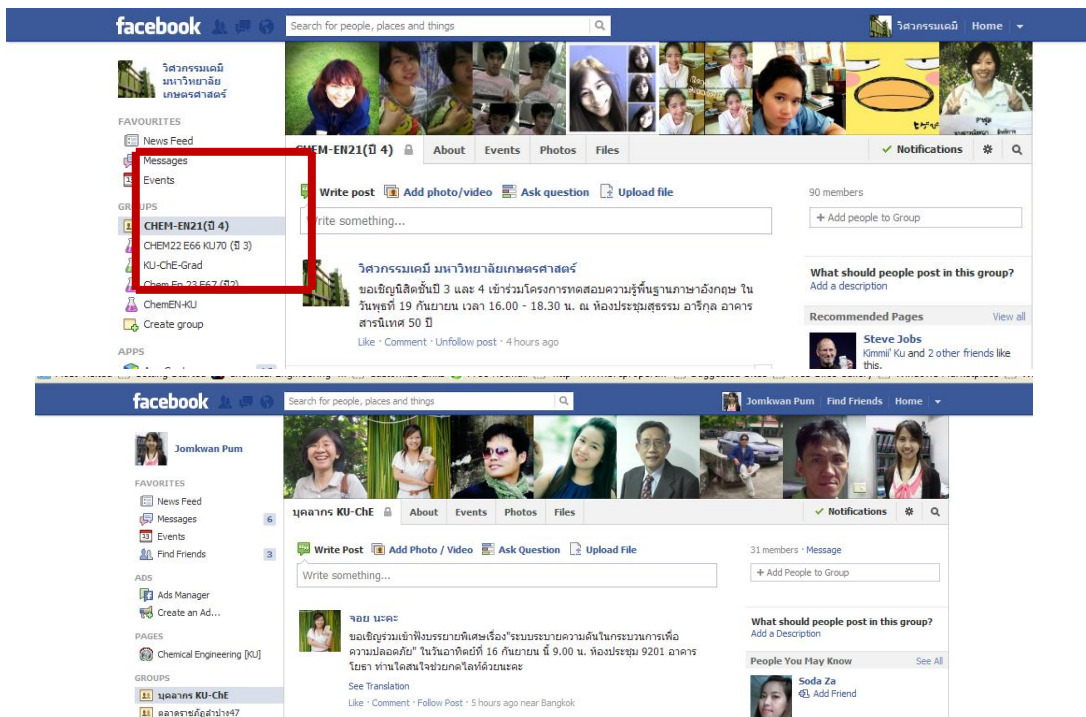 facebook
Search for people, places and things
วิศวกรรมเคมี Home
วิศวกรรมเคมี
มหาวิทยาลัย
เกษตรศาสตร์
FAVOURITES
News Feed
Messages
Events
GROUPS
CHEM-EN21(ปี 4)
CHEM22 E66 KU70 (ปี 3)
KU-ChE-Grad
Chem En 23 E67 (ปี2)
ChemEN-KU
Create group
APPS
CHEM-EN21(ปี 4) About Events Photos Files
Notifications
Write post Add photo/video Ask question Upload file
Write something...
วิศวกรรมเคมี มหาวิทยาลัยเกษตรศาสตร์
ขอเชิญนิสิตชั้นปี 3 และ 4 เข้าร่วมโครงการทดสอบความรู้พื้นฐานภาษาอังกฤษ ใน
วันพุธที่ 19 กันยายน เวลา 16.00 - 18.30 น. ณ ห้องประชุมสุธรรม อารีกุล อาคาร
สารนิเทศ 50 ปี
Like · Comment · Unfollow post · 4 hours ago
90 members
+ Add people to Group
What should people post in this group?
Add a description
Recommended Pages View all
Steve Jobs
Kimmii' Ku and 2 other friends like
this.
facebook
Search for people, places and things
Jomkwan Pum Find Friends Home
Jomkwan Pum
FAVORITES
News Feed
Messages 6
Events
Find Friends 3
ADS
Ads Manager
Create an Ad...
PAGES
Chemical Engineering [KU]
GROUPS
บุคลากร KU-ChE
ตลาดราชภัฏลำปาง47
บุคลากร KU-ChE About Events Photos Files
Notifications
Write Post Add Photo / Video Ask Question Upload File
Write something...
จอย นะคะ
ขอเชิญร่วมเข้าฟังบรรยายพิเศษเรื่อง"ระบบระบายความดันในกระบวนการเพื่อ
ความปลอดภัย" ในวันอาทิตย์ที่ 16 กันยายน นี้ 9.00 น. ห้องประชุม 9201 อาคาร
โยธา ท่านใดสนใจช่วยกดไลท์ด้วยนะคะ
See Translation
Like · Comment · Follow Post · 5 hours ago near Bangkok
31 members · Message
+ Add People to Group
What should people post in this group?
Add a Description
People You May Know See All
Soda Za
Add Friend